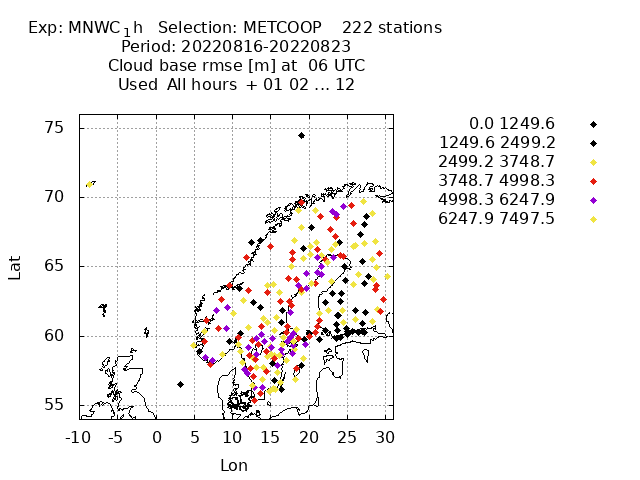 Exp: MNWC_1h Selection: METCOOP 222 stations
Period: 20220816-20220823
Cloud base rmse [m] at 06 UTC
Used All hours + 01 02 ... 12
0.0 1249.6
1249.6 2499.2
2499.2 3748.7
3748.7 4998.3
4998.3 6247.9
6247.9 7497.5
75
70
65
60
55
Lat
-10 -5 0 5 10 15 20 25 30
Lon